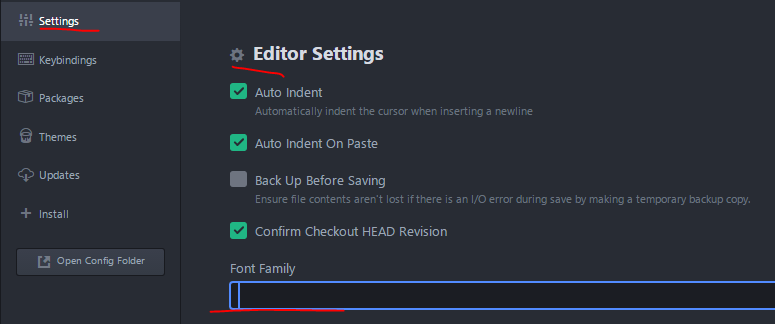 Settings
Keybindings
Packages
Themes
Updates
Install
Open Config Folder
Editor Settings
Auto Indent
Automatically indent the cursor when inserting a newline
Auto Indent On Paste
Back Up Before Saving
Ensure file contents aren't lost if there is an I/O error during save by making a temporary backup copy.
Confirm Checkout HEAD Revision
Font Family